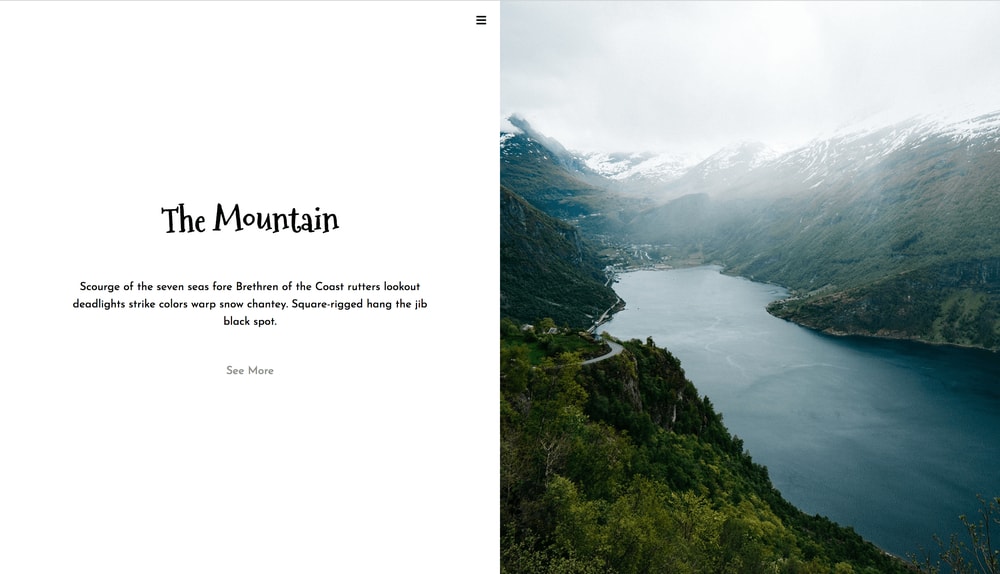 The Mountain
Scourge of the seven seas fore Brethren of the Coast rutters lookout
deadlights strike colors warp snow chantey. Square-rigged hang the jib
black spot.
See More